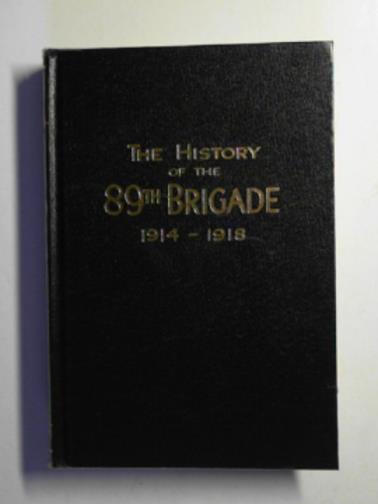 THE HISTORY
OF THE
89TH BRIGADE
1914 - 1918